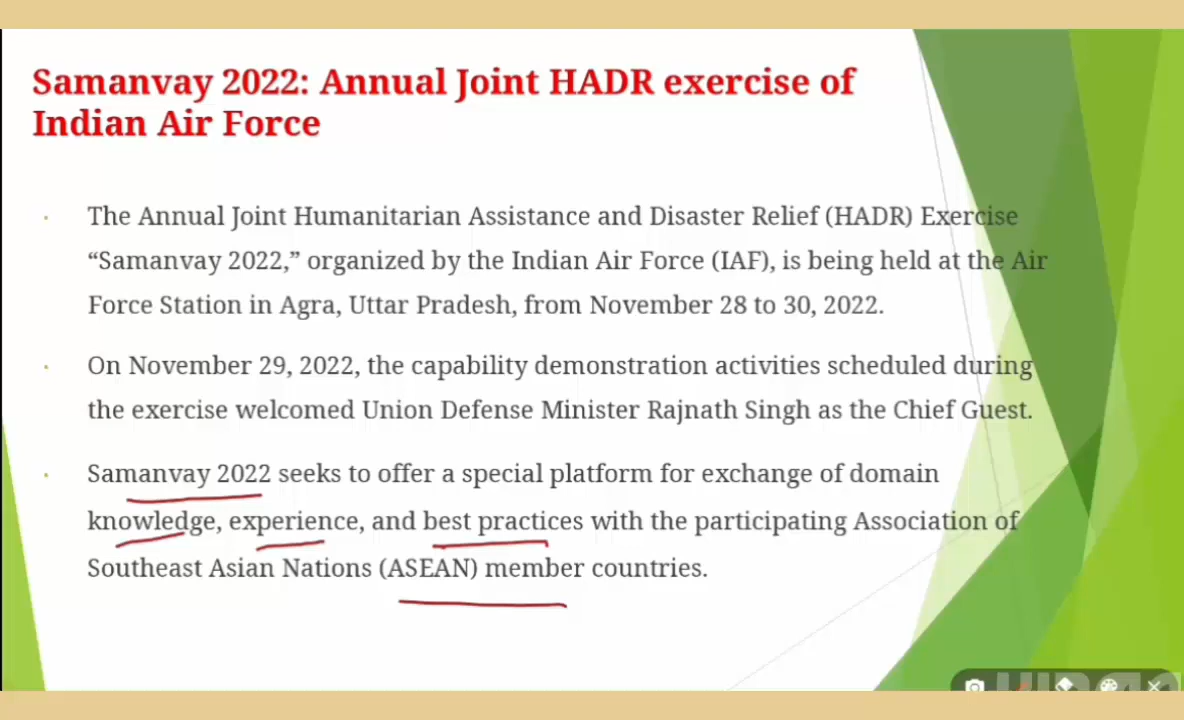 Samanvay 2022: Annual Joint HADR exercise of
Indian Air Force
The Annual Joint Humanitarian Assistance and Disaster Relief (HADR) Exercise
“Samanvay 2022,” organized by the Indian Air Force (IAF), is being held at the Air
Force Station in Agra, Uttar Pradesh, from November 28 to 30, 2022.
On November 29, 2022, the capability demonstration activities scheduled during
the exercise welcomed Union Defense Minister Rajnath Singh as the Chief Guest.
Samanvay 2022 seeks to offer a special platform for exchange of domain
knowledge, experience, and best practices with the participating Association of
Southeast Asian Nations (ASEAN) member countries.